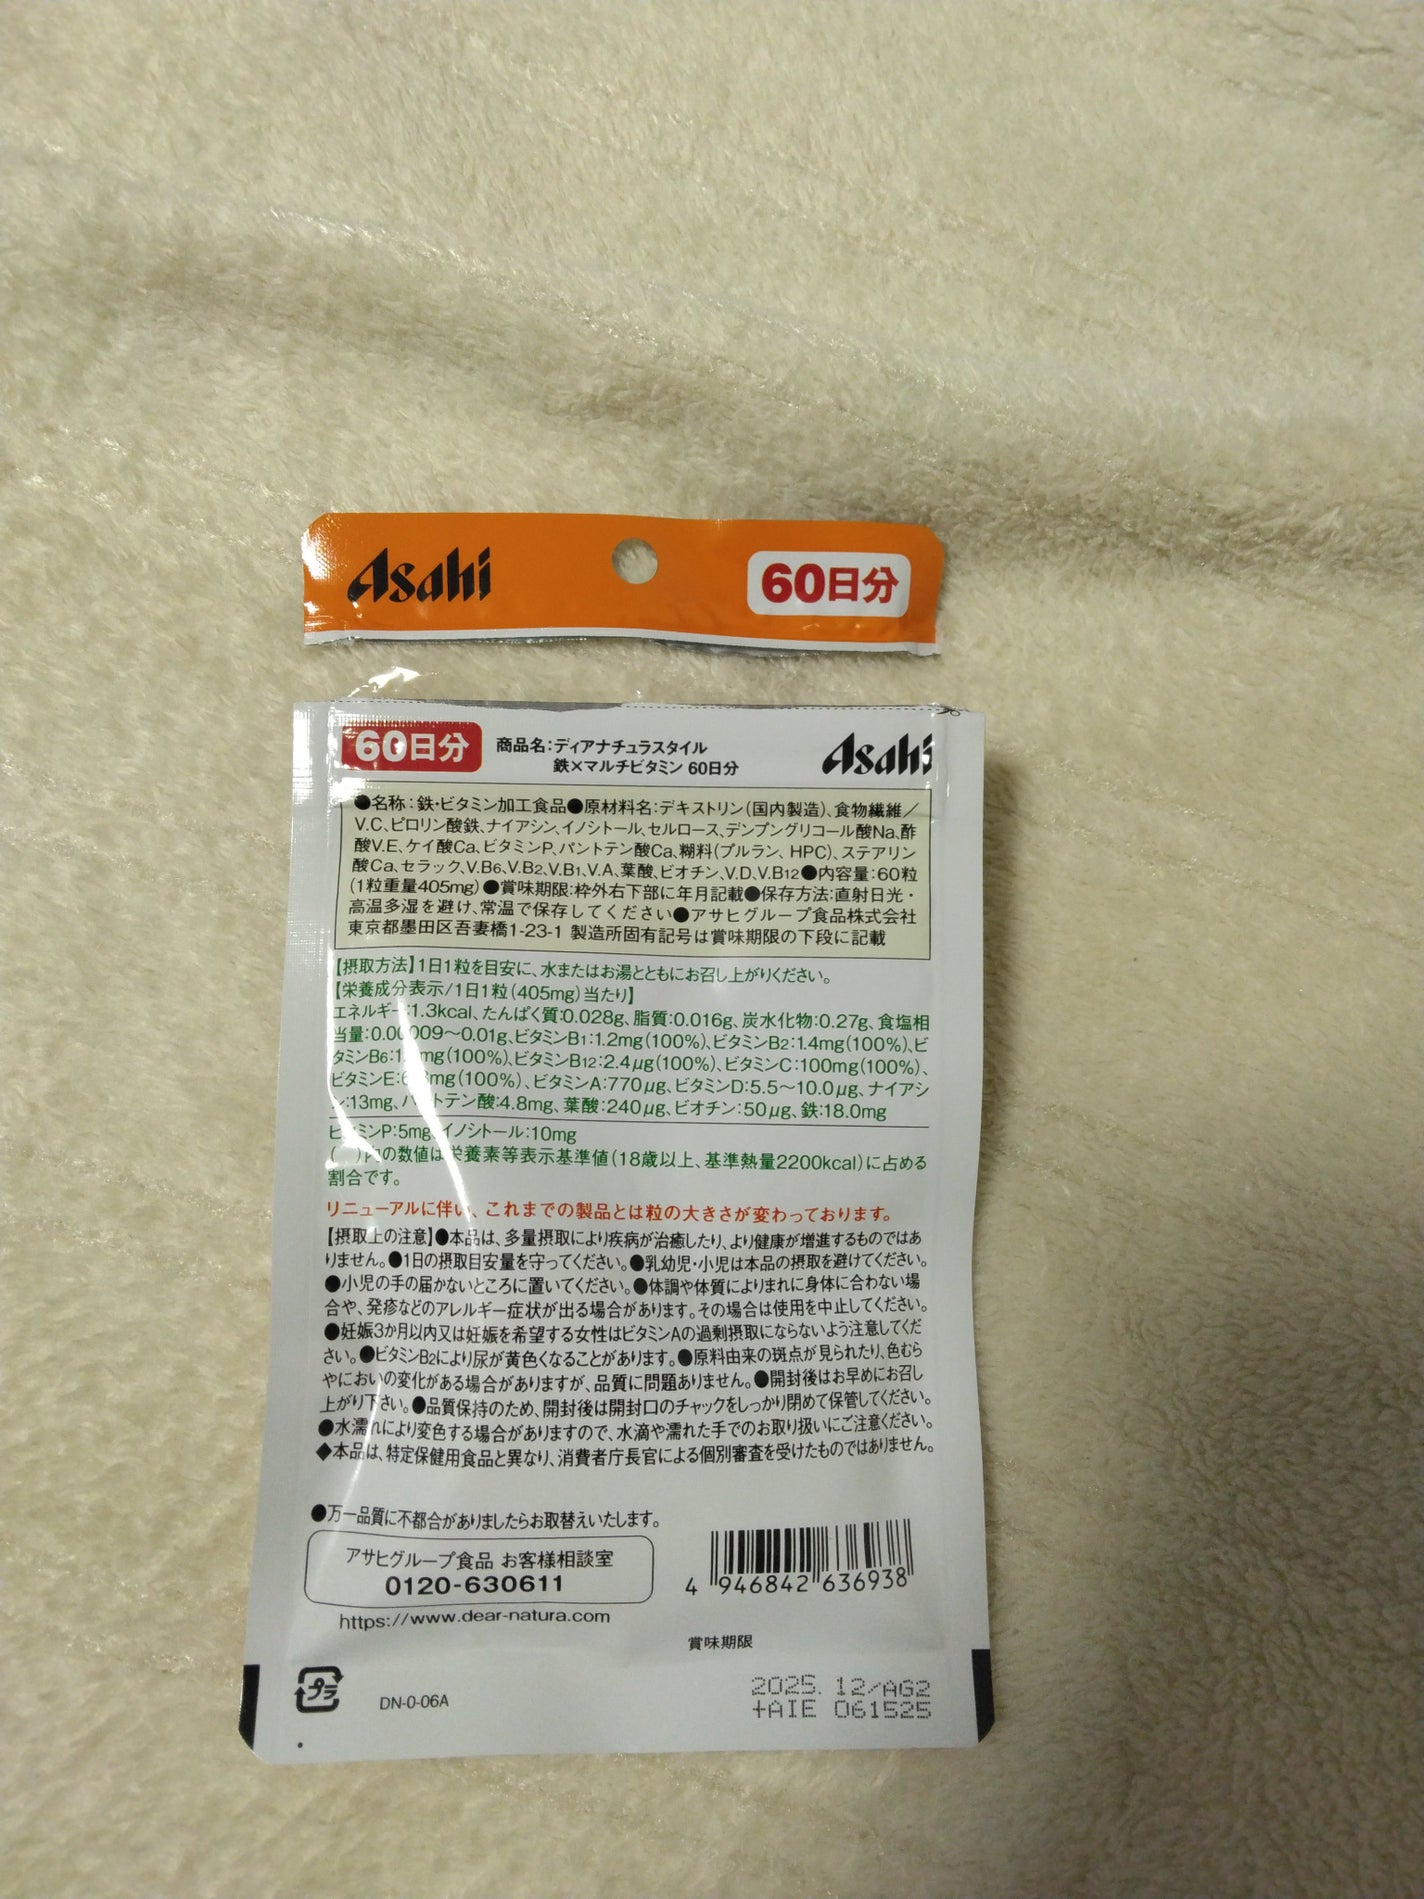 Asahi
60日分
60日分
商品名:ディアナチュラスタイル
鉄×マルチビタミン 60日分
Asahi
●名称:鉄・ビタミン加工食品●原材料名:デキストリン(国内製造)、食物繊維/
V.C、ピロリン酸鉄、ナイアシン、イノシトール、セルロース、デンプングリコール酸Na、酢
酸V.E、ケイ酸Ca、ビタミンP、パントテン酸Ca、糊料(プルラン、HPC)、ステアリン
酸Ca、セラック、V.B6、V.B2、V.B1、V.A、葉酸、ビオチン、V.D、V.B12●内容量:60粒
(1粒重量405mg)●賞味期限:枠外右下部に年月記載●保存方法:直射日光・
高温多湿を避け、常温で保存してください●アサヒグループ食品株式会社
東京都墨田区吾妻橋1-23-1 製造所固有記号は賞味期限の下段に記載
【摂取方法】1日1粒を目安に、水またはお湯とともにお召し上がりください。
【栄養成分表示/1日1粒(405mg)当たり】
エネルギー:1.3kcal、たんぱく質:0.028g、脂質:0.016g、炭水化物:0.27g、食塩相
当量:0.00009〜0.01g、ビタミンB1:1.2mg(100%)、ビタミンB2:1.4mg(100%)、ビ
タミンB6: mg(100%)、ビタミンB12:2.4μg(100%)、ビタミンC:100mg(100%)、
ビタミンE: mg(100%)、ビタミンA:770μg、ビタミンD:5.5〜10.0μg、ナイアシ
ン:13mg、パントテン酸:4.8mg、葉酸:240μg、ビオチン:50μg、鉄:18.0mg
ビタミンP:5mg、イノシトール:10mg
( )内の数値は栄養素等表示基準値(18歳以上、基準熱量2200kcal)に占める
割合です。
リニューアルに伴い、これまでの製品とは粒の大きさが変わっております。
【摂取上の注意】●本品は、多量摂取により疾病が治癒したり、より健康が増進するものではあ
りません。●1日の摂取目安量を守ってください。●乳幼児・小児は本品の摂取を避けてください。
●小児の手の届かないところに置いてください。●体調や体質によりまれに身体に合わない場
合や、発疹などのアレルギー症状が出る場合があります。その場合は使用を中止してください。
●妊娠3か月以内又は妊娠を希望する女性はビタミンAの過剰摂取にならないよう注意してくだ
さい。●ビタミンB2により尿が黄色くなることがあります。●原料由来の斑点が見られたり、色むら
やにおいの変化がある場合がありますが、品質に問題ありません。●開封後はお早めにお召し
上がり下さい。●品質保持のため、開封後は開封口のチャックをしっかり閉めて保管してください。
●水濡れにより変色する場合がありますので、水滴や濡れた手でのお取り扱いにご注意ください。
◆本品は、特定保健用食品と異なり、消費者庁長官による個別審査を受けたものではありません。
●万一品質に不都合がありましたらお取替えいたします。
アサヒグループ食品 お客様相談室
0120-630611
https://www.dear-natura.com
4 946842 636938
賞味期限
プラ
DN-0-06A
2025. 12/AG2
+AIE 061525